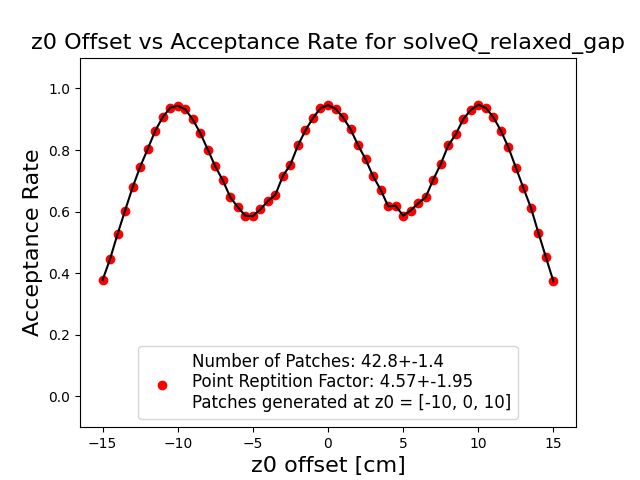 z0 Offset vs Acceptance Rate for solveQ_relaxed_gap
1.0
0.8
0.6
0.4
0.2
0.0
Acceptance Rate
Number of Patches: 42.8+-1.4
Point Reptition Factor: 4.57+-1.95
Patches generated at z0 = [-10, 0, 10]
−15 −10 −5 0 5 10 15
z0 offset [cm]